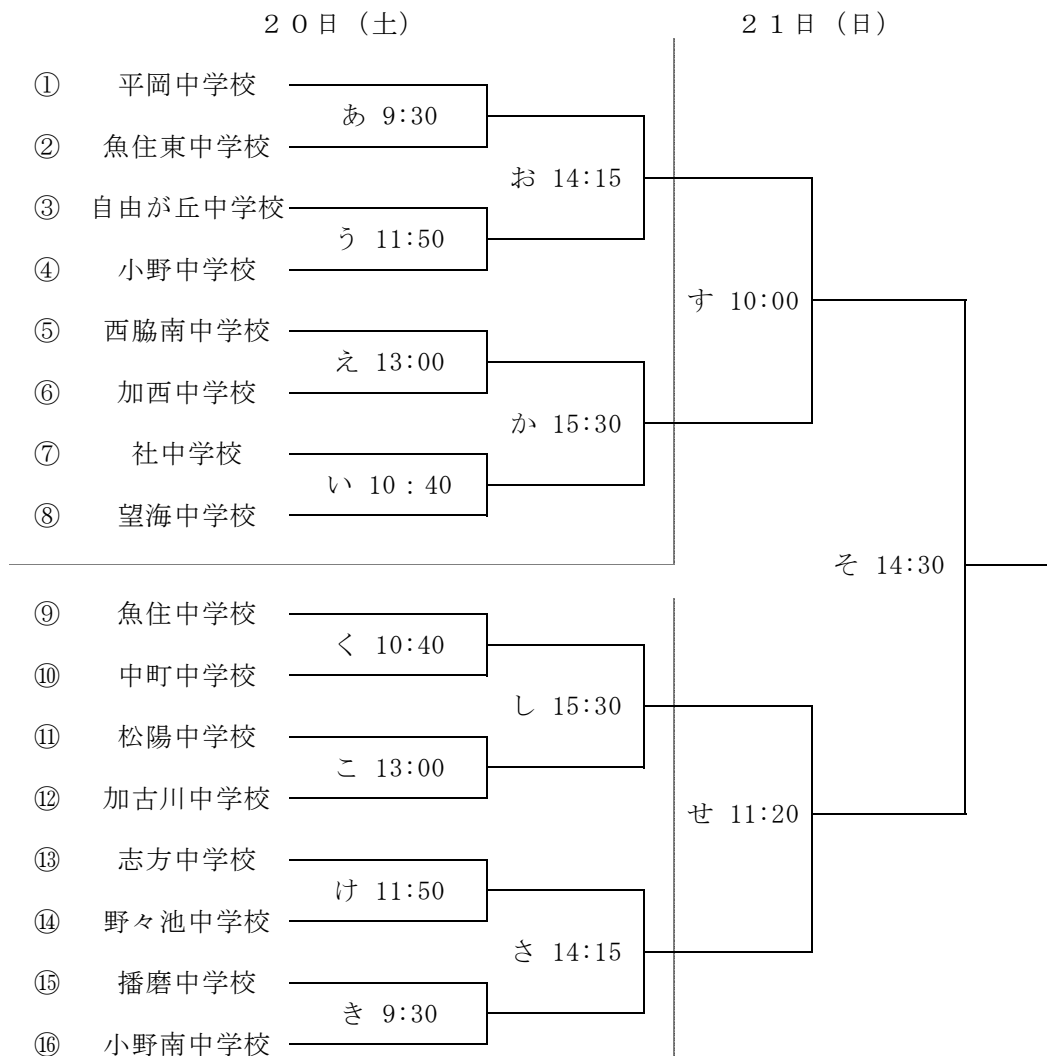 ２０日（土） ２１日（日）
① 平岡中学校
あ 9:30
② 魚住東中学校
お 14:15
③ 自由が丘中学校
う 11:50
④ 小野中学校
す 10:00
⑤ 西脇南中学校
え 13:00
⑥ 加西中学校
か 15:30
⑦ 社中学校
い 10：40
⑧ 望海中学校
そ 14:30
⑨ 魚住中学校
く 10:40
⑩ 中町中学校
し 15:30
⑪ 松陽中学校
こ 13:00
⑫ 加古川中学校
せ 11:20
⑬ 志方中学校
け 11:50
⑭ 野々池中学校
さ 14:15
⑮ 播磨中学校
き 9:30
⑯ 小野南中学校